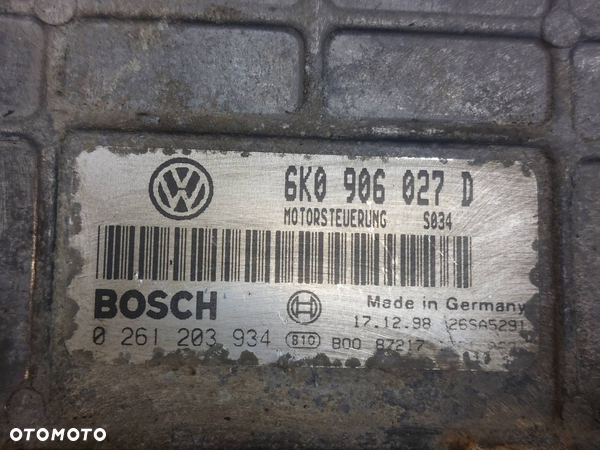 6K0 906 027 D
MOTORSTEUERUNG S034
BOSCH
Made in Germany
17.12.98 26SA5291
0 261 203 934 810 B00 87217
OTOMOTO